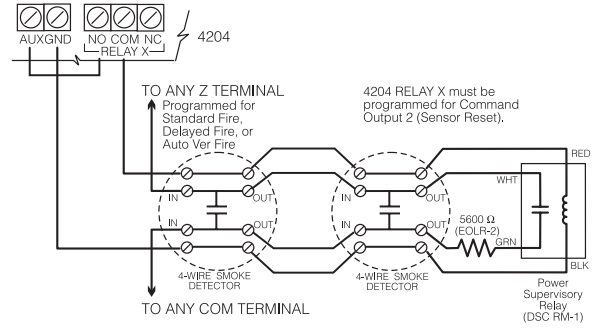 AUX GND
NO COM NC
RELAY X
4204
TO ANY Z TERMINAL
Programmed for
Standard Fire,
Delayed Fire, or
Auto Ver Fire
4204 RELAY X must be
programmed for Command
Output 2 (Sensor Reset).
RED
WHT
IN
OUT
IN
OUT
IN
OUT
IN
OUT
5600 Ω
(EOLR-2)
GRN
BLK
4-WIRE SMOKE
DETECTOR
4-WIRE SMOKE
DETECTOR
Power
Supervisory
Relay
(DSC RM-1)
TO ANY COM TERMINAL